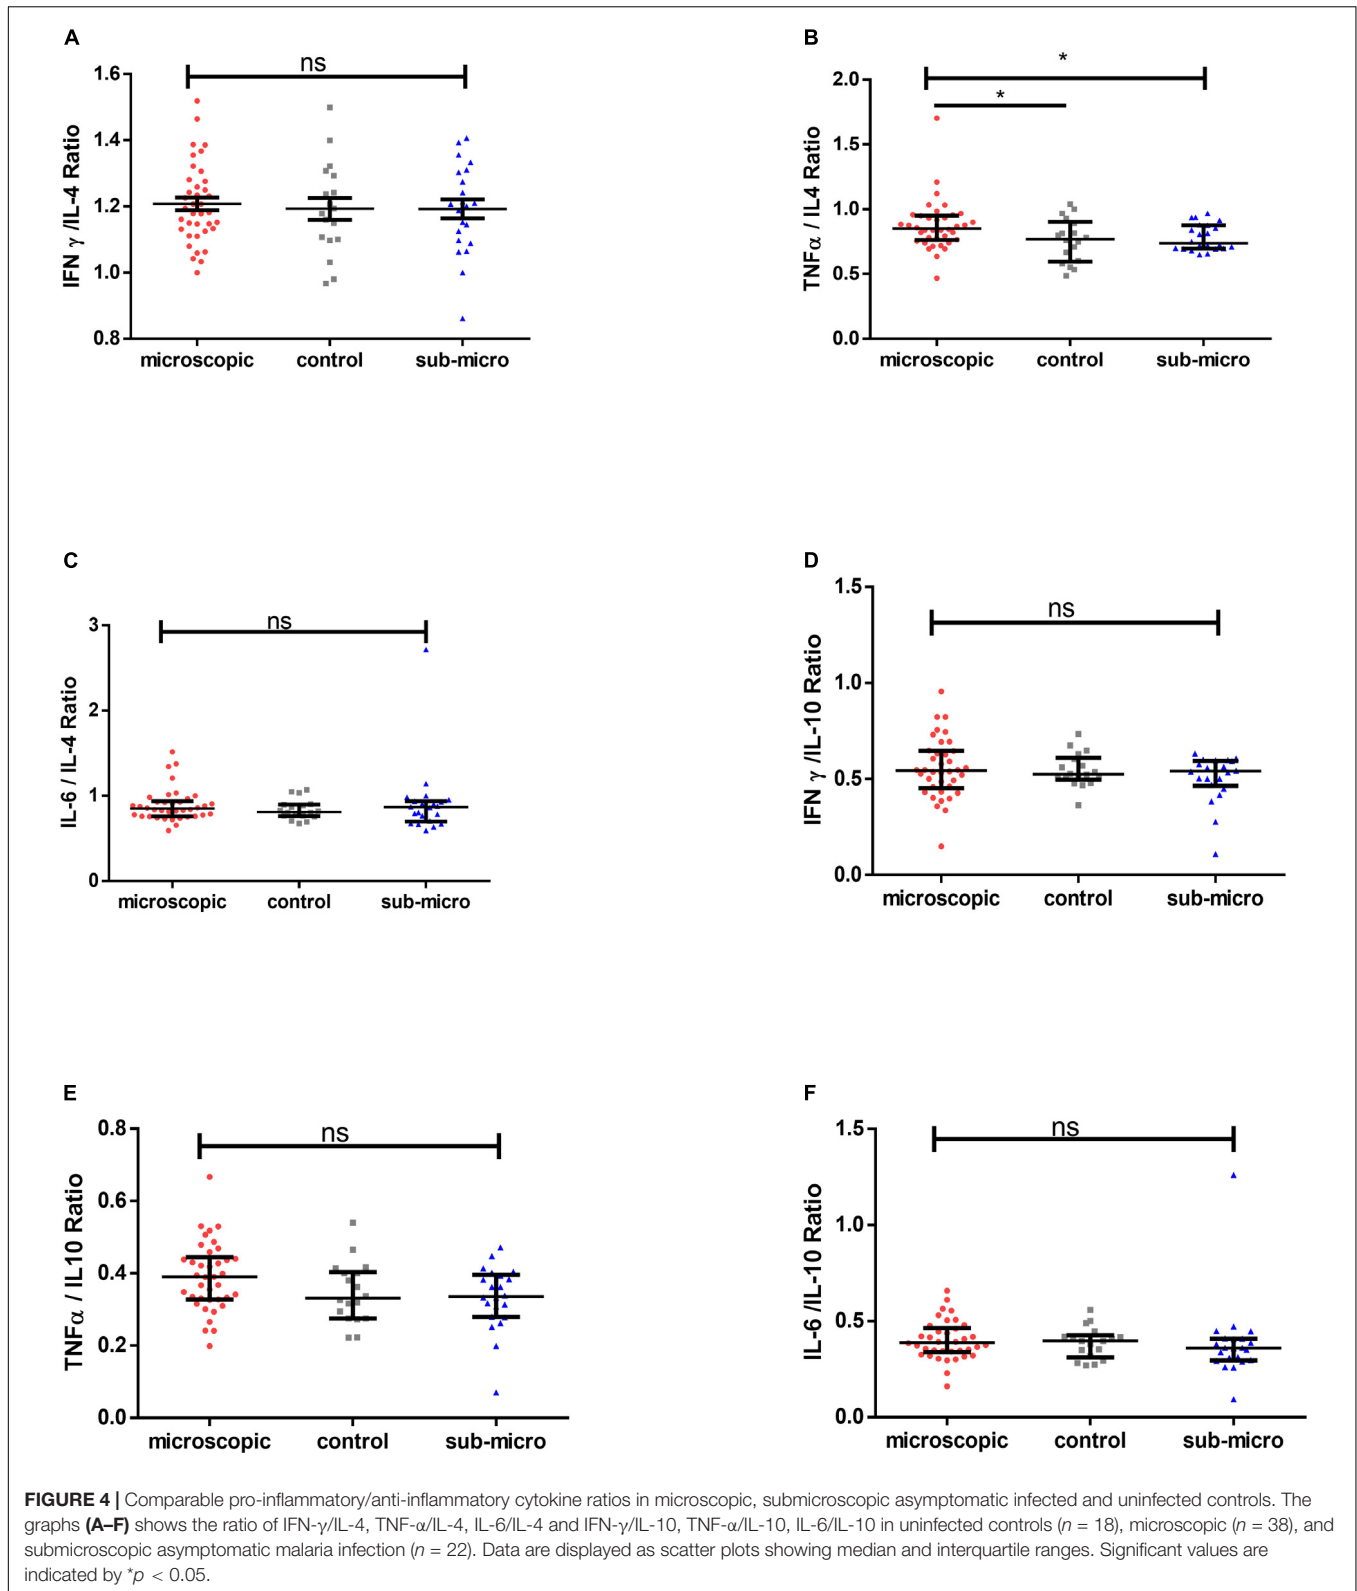 A
ns
1.6
1.4
1.2
1.0
0.8
IFN γ /IL-4 Ratio
microscopic control sub-micro
B
*
*
2.0
1.5
1.0
0.5
0.0
TNFα / IL4 Ratio
microscopic control sub-micro
C
ns
3
2
1
0
IL-6 / IL-4 Ratio
microscopic control sub-micro
D
ns
1.5
1.0
0.5
0.0
IFN γ /IL-10 Ratio
microscopic control sub-micro
E
ns
0.8
0.6
0.4
0.2
0.0
TNFα / IL10 Ratio
microscopic control sub-micro
F
ns
1.5
1.0
0.5
0.0
IL-6 /IL-10 Ratio
microscopic control sub-micro
FIGURE 4 | Comparable pro-inflammatory/anti-inflammatory cytokine ratios in microscopic, submicroscopic asymptomatic infected and uninfected controls. The
graphs (A–F) shows the ratio of IFN-γ/IL-4, TNF-α/IL-4, IL-6/IL-4 and IFN-γ/IL-10, TNF-α/IL-10, IL-6/IL-10 in uninfected controls (n = 18), microscopic (n = 38), and
submicroscopic asymptomatic malaria infection (n = 22). Data are displayed as scatter plots showing median and interquartile ranges. Significant values are
indicated by *p < 0.05.